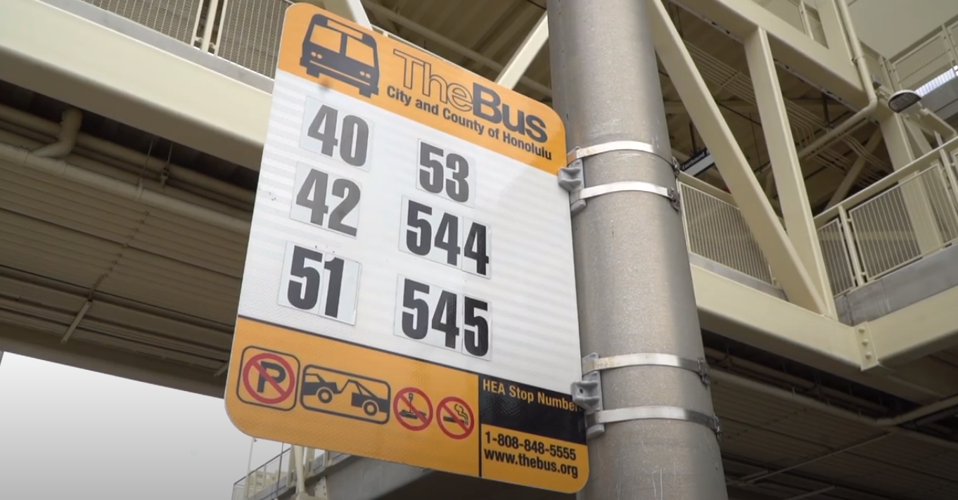 TheBus
City and County of Honolulu
40 53
42 544
51 545
P
HEA Stop Number
1-808-848-5555
www.thebus.org